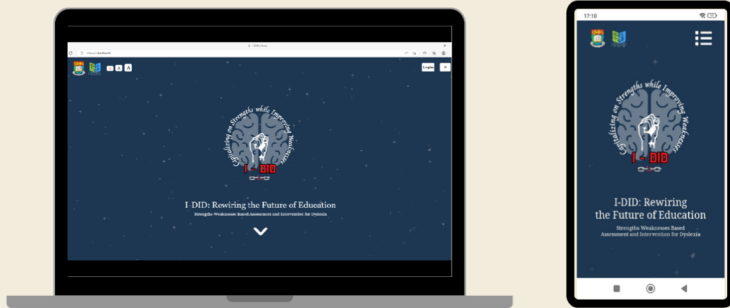 A
Login
Capitalizing on Strengths while Improving Weaknesses
I - DID
I-DID: Rewiring the Future of Education
Strengths Weaknesses Based Assessment and Intervention for Dyslexia
17:10
Capitalizing on Strengths while Improving Weaknesses
I - DID
I-DID: Rewiring
the Future of Education
Strengths Weaknesses Based
Assessment and Intervention for Dyslexia